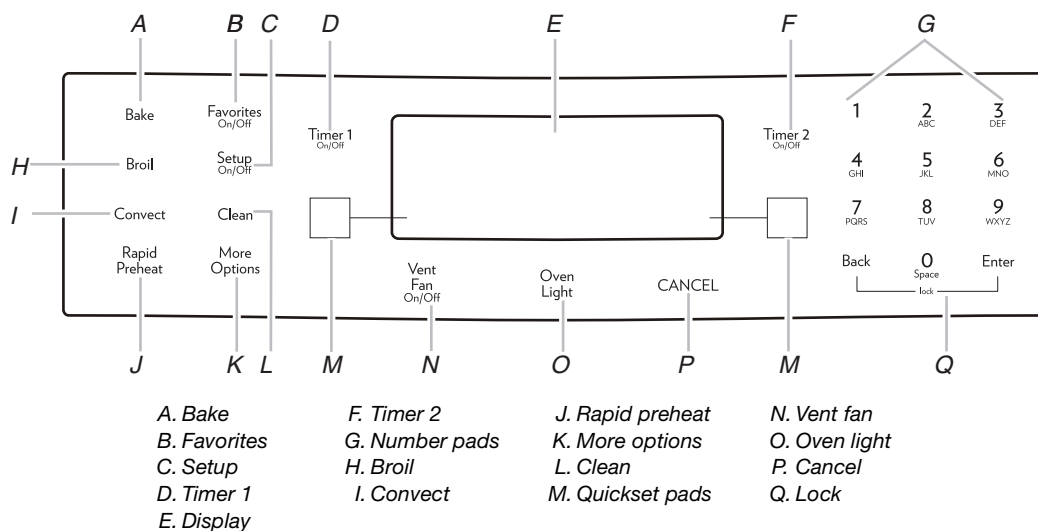 A B C D E F G
Bake
Favorites
On/Off
Timer 1
On/Off
Timer 2
On/Off
1 2 3
ABC DEF
H
Broil
Setup
On/Off
4 5 6
GHI JKL MNO
I
Convect
Clean
7 8 9
PQRS TUV WXYZ
Rapid
Preheat
More
Options
Vent
Fan
On/Off
Oven
Light
CANCEL
Back 0 Enter
Space
lock
J K L M N O P M Q
A. Bake
B. Favorites
C. Setup
D. Timer 1
E. Display
F. Timer 2
G. Number pads
H. Broil
I. Convect
J. Rapid preheat
K. More options
L. Clean
M. Quickset pads
N. Vent fan
O. Oven light
P. Cancel
Q. Lock